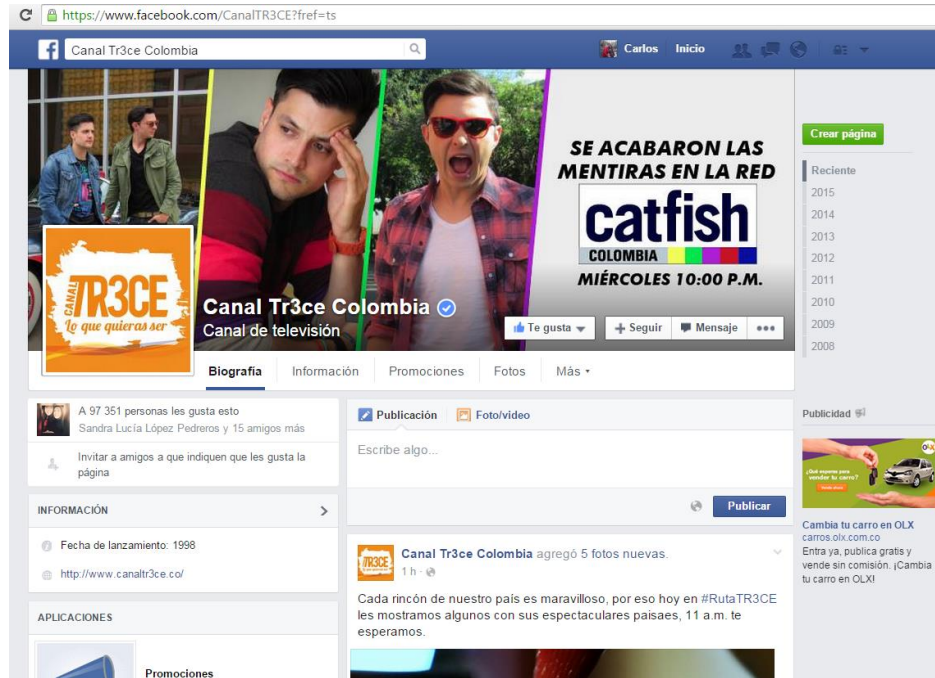 https://www.facebook.com/CanalTR3CE?fref=ts
Canal Tr3ce Colombia
Carlos Inicio
SE ACABARON LAS
MENTIRAS EN LA RED
catfish
COLOMBIA
MIÉRCOLES 10:00 P.M.
CANAL
TR3CE
Lo que quieras ser
Canal Tr3ce Colombia
Canal de televisión
Te gusta
Seguir
Mensaje
Biografía Información Promociones Fotos Más
Crear página
Reciente
2015
2014
2013
2012
2011
2010
2009
2008
A 97 351 personas les gusta esto
Sandra Lucía López Pedreros y 15 amigos más
Invitar a amigos a que indiquen que les gusta la
página
INFORMACIÓN
Fecha de lanzamiento: 1998
http://www.canaltr3ce.co/
APLICACIONES
Promociones
Publicación Foto/video
Escribe algo...
Publicar
TR3CE
Canal Tr3ce Colombia agregó 5 fotos nuevas.
1 h ·
Cada rincón de nuestro país es maravilloso, por eso hoy en #RutaTR3CE
les mostramos algunos con sus espectaculares paisaes, 11 a.m. te
esperamos.
Publicidad
OLX
¿Qué esperas para
vender tu carro?
Cambia tu carro en OLX
carros.olx.com.co
Entra ya, publica gratis y
vende sin comisión. ¡Cambia
tu carro en OLX!